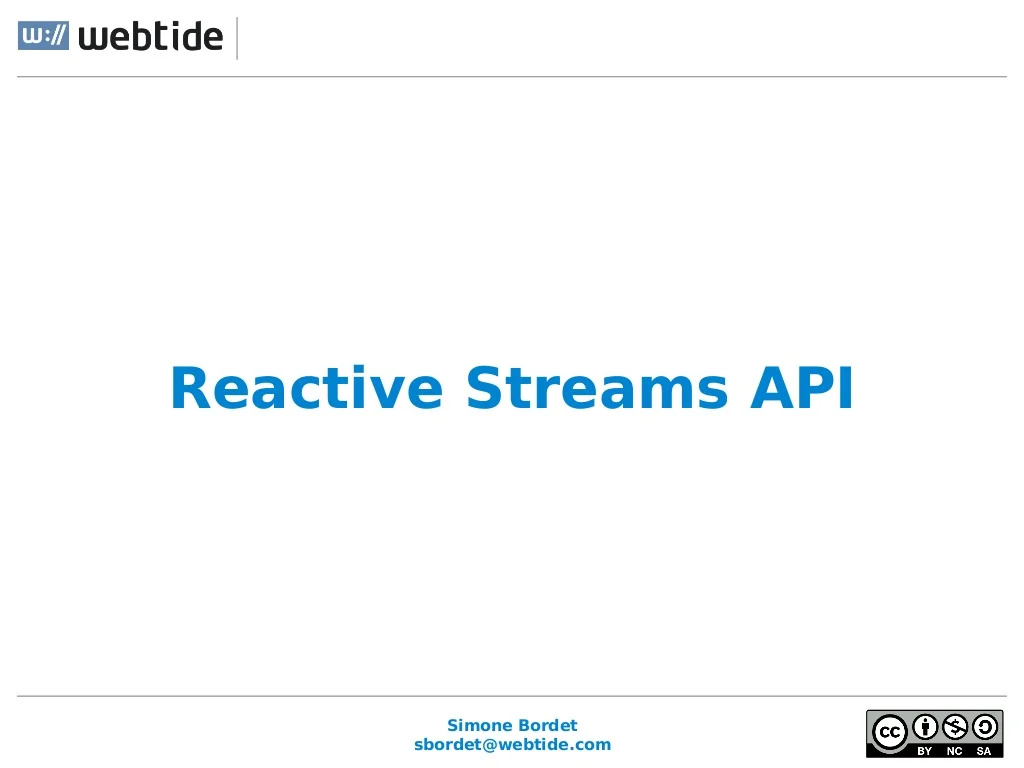 w:// webtide
Reactive Streams API
Simone Bordet
sbordet@webtide.com
cc
BY NC SA